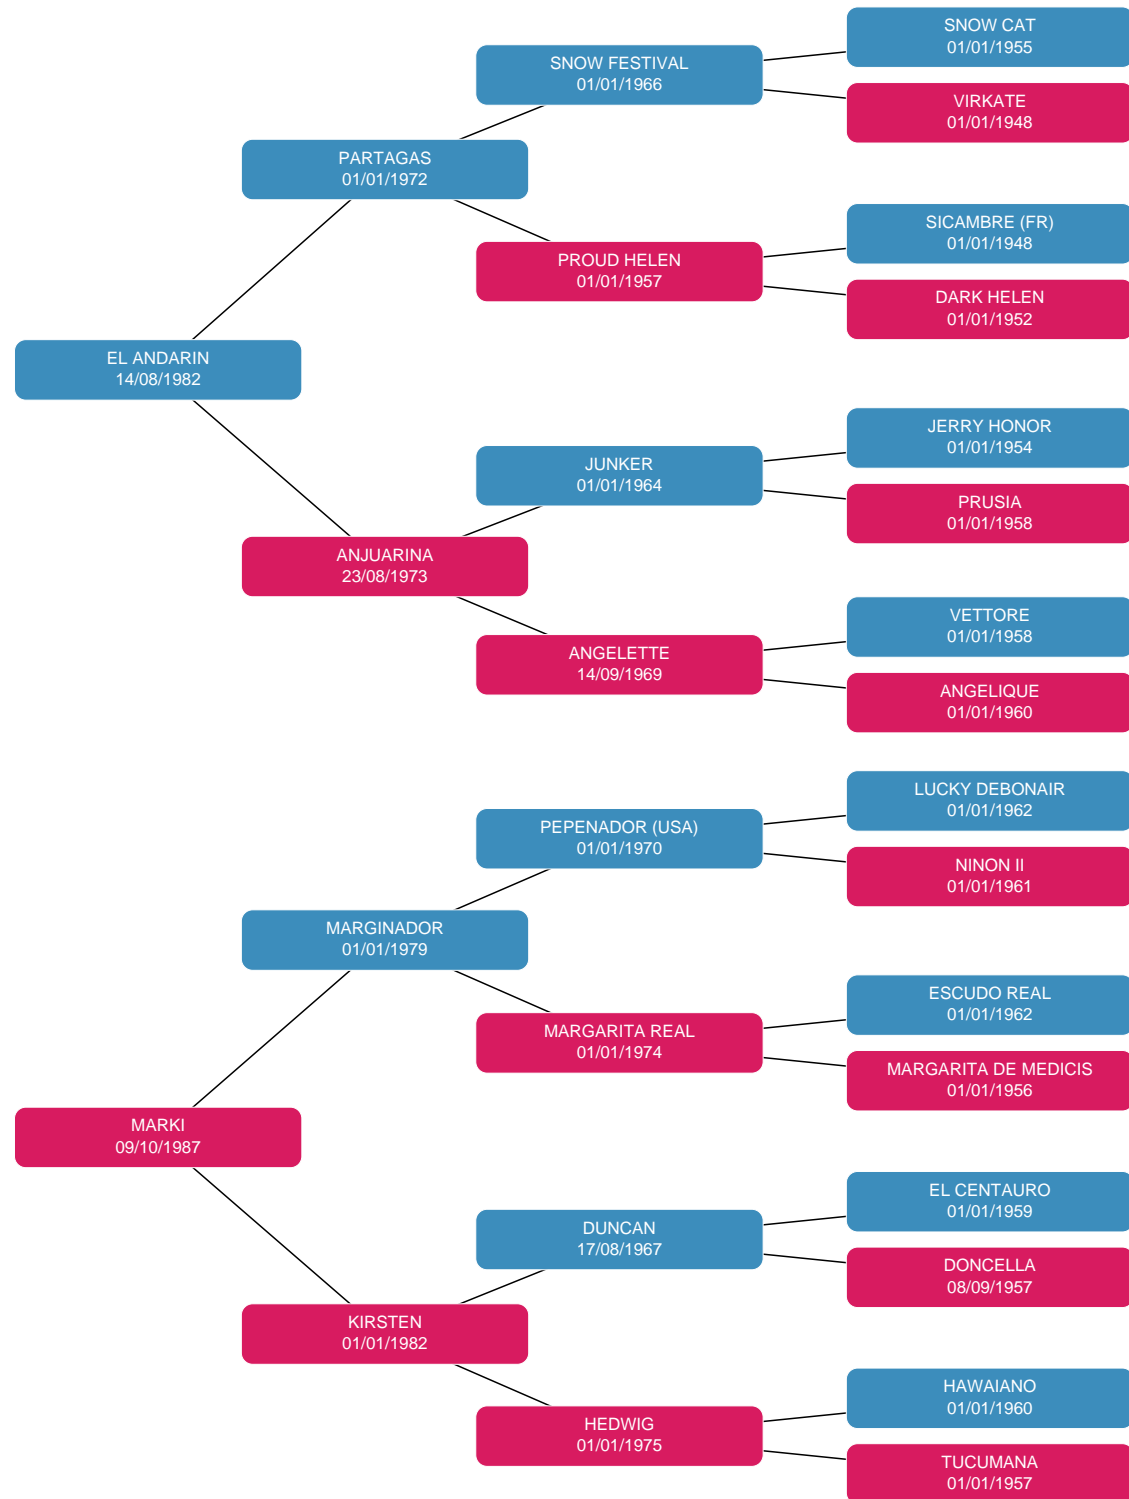 SNOW CAT
01/01/1955
SNOW FESTIVAL
01/01/1966
VIRKATE
01/01/1948
PARTAGAS
01/01/1972
SICAMBRE (FR)
01/01/1948
PROUD HELEN
01/01/1957
DARK HELEN
01/01/1952
EL ANDARIN
14/08/1982
JERRY HONOR
01/01/1954
JUNKER
01/01/1964
PRUSIA
01/01/1958
ANJUARINA
23/08/1973
VETTORE
01/01/1958
ANGELETTE
14/09/1969
ANGELIQUE
01/01/1960
LUCKY DEBONAIR
01/01/1962
PEPENADOR (USA)
01/01/1970
NINON II
01/01/1961
MARGINADOR
01/01/1979
ESCUDO REAL
01/01/1962
MARGARITA REAL
01/01/1974
MARGARITA DE MEDICIS
01/01/1956
MARKI
09/10/1987
EL CENTAURO
01/01/1959
DUNCAN
17/08/1967
DONCELLA
08/09/1957
KIRSTEN
01/01/1982
HAWAIANO
01/01/1960
HEDWIG
01/01/1975
TUCUMANA
01/01/1957